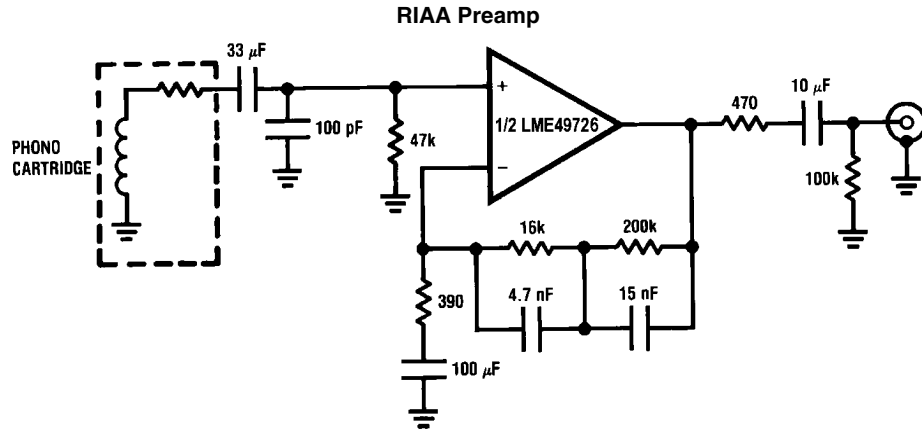 RIAA Preamp
33 μF
PHONO
CARTRIDGE
100 pF
47k
+
1/2 LME49726
−
470
10 μF
100k
16k
200k
390
4.7 nF
15 nF
100 μF